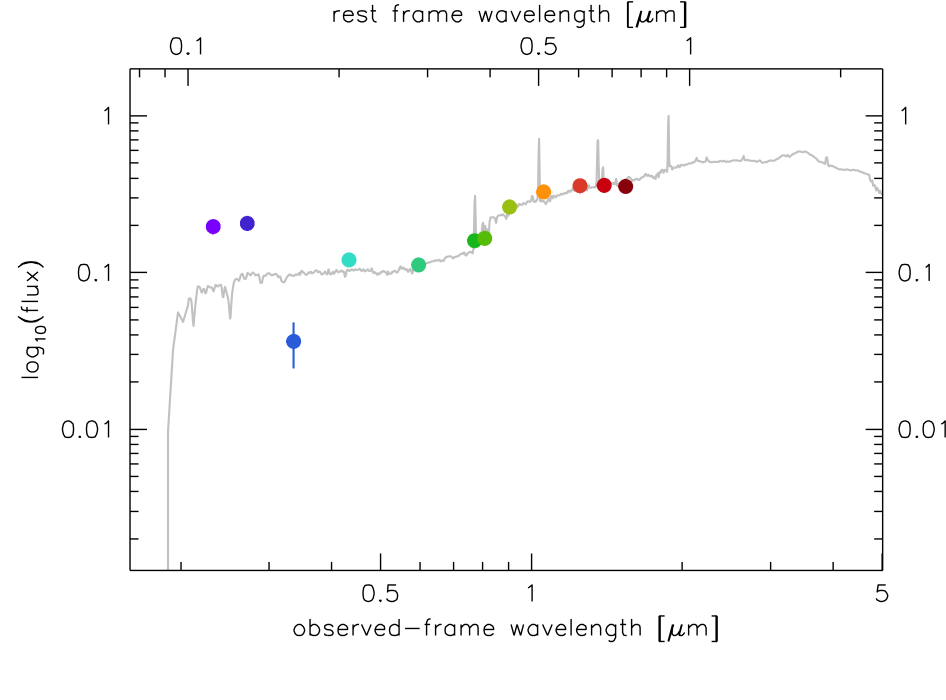 rest frame wavelength [μm]
0.1 0.5 1
1 1
log10(flux)
0.1 0.1
0.01 0.01
0.5 1 5
observed-frame wavelength [μm]